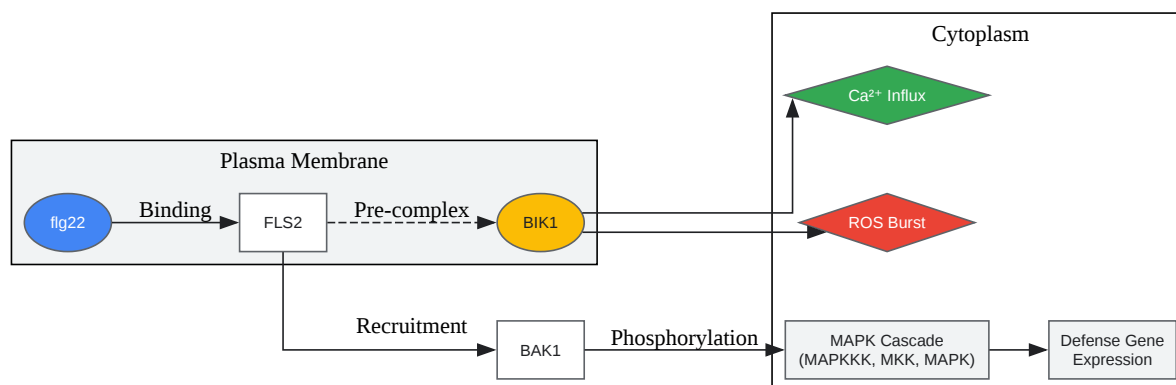 Cytoplasm
Ca²⁺ Influx
Plasma Membrane
flg22
Binding
FLS2
Pre-complex
BIK1
ROS Burst
Recruitment
BAK1
Phosphorylation
MAPK Cascade
(MAPKKK, MKK, MAPK)
Defense Gene
Expression